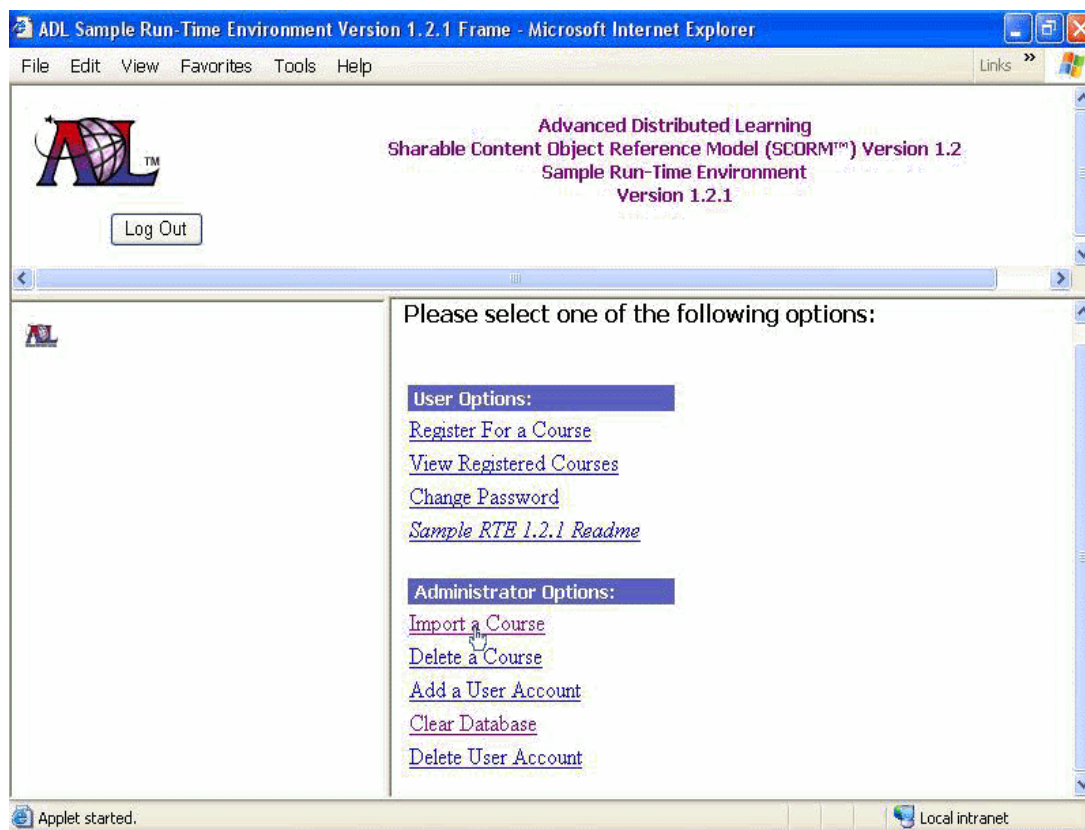 ADL Sample Run-Time Environment Version 1.2.1 Frame - Microsoft Internet Explorer
File Edit View Favorites Tools Help Links »
ADL TM
Advanced Distributed Learning
Sharable Content Object Reference Model (SCORM™) Version 1.2
Sample Run-Time Environment
Version 1.2.1
Log Out
ADL
Please select one of the following options:
User Options:
Register For a Course
View Registered Courses
Change Password
Sample RTE 1.2.1 Readme
Administrator Options:
Import a Course
Delete a Course
Add a User Account
Clear Database
Delete User Account
Applet started. Local intranet